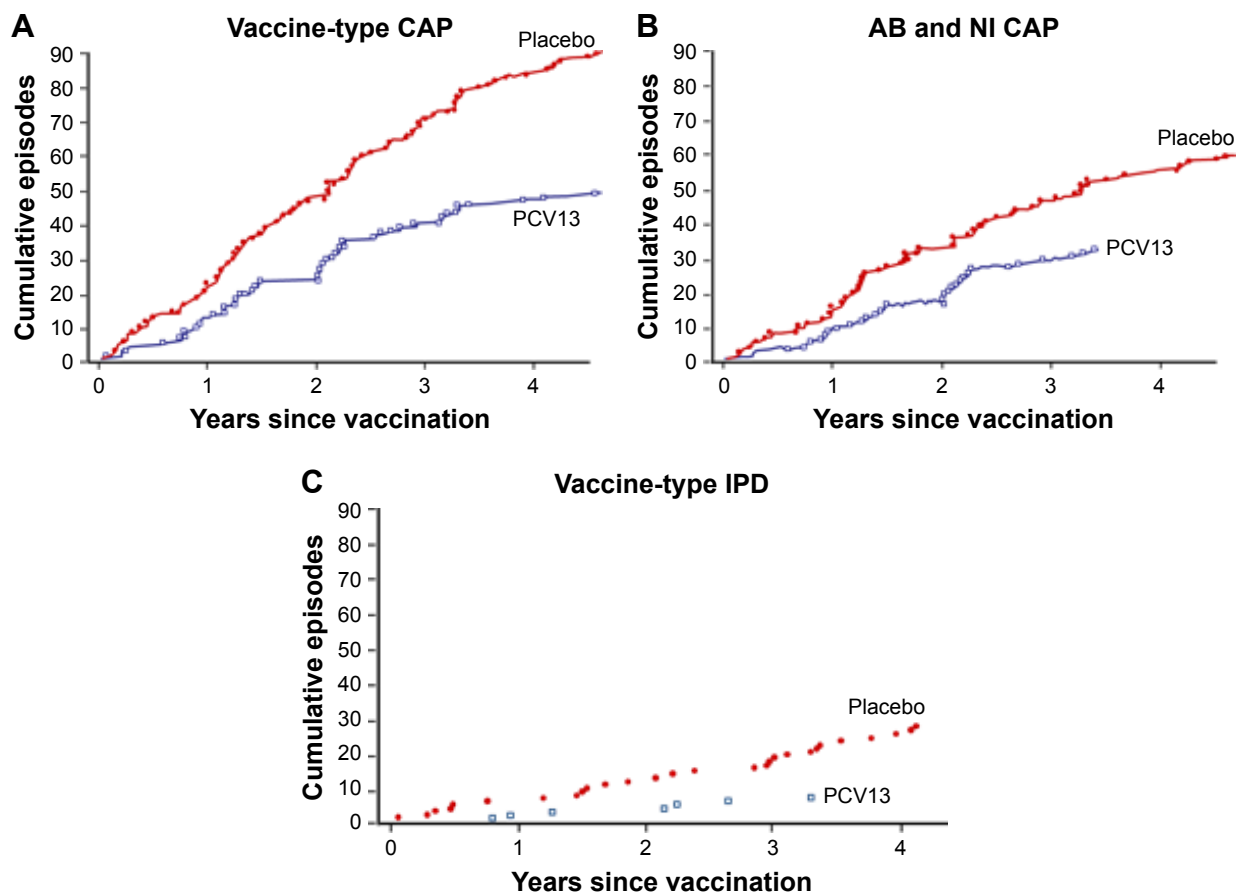 A
Vaccine-type CAP
Cumulative episodes
90
80
70
60
50
40
30
20
10
0
Placebo
PCV13
0 1 2 3 4
Years since vaccination
B
AB and NI CAP
Cumulative episodes
90
80
70
60
50
40
30
20
10
0
Placebo
PCV13
0 1 2 3 4
Years since vaccination
C
Vaccine-type IPD
Cumulative episodes
90
80
70
60
50
40
30
20
10
0
Placebo
PCV13
0 1 2 3 4
Years since vaccination